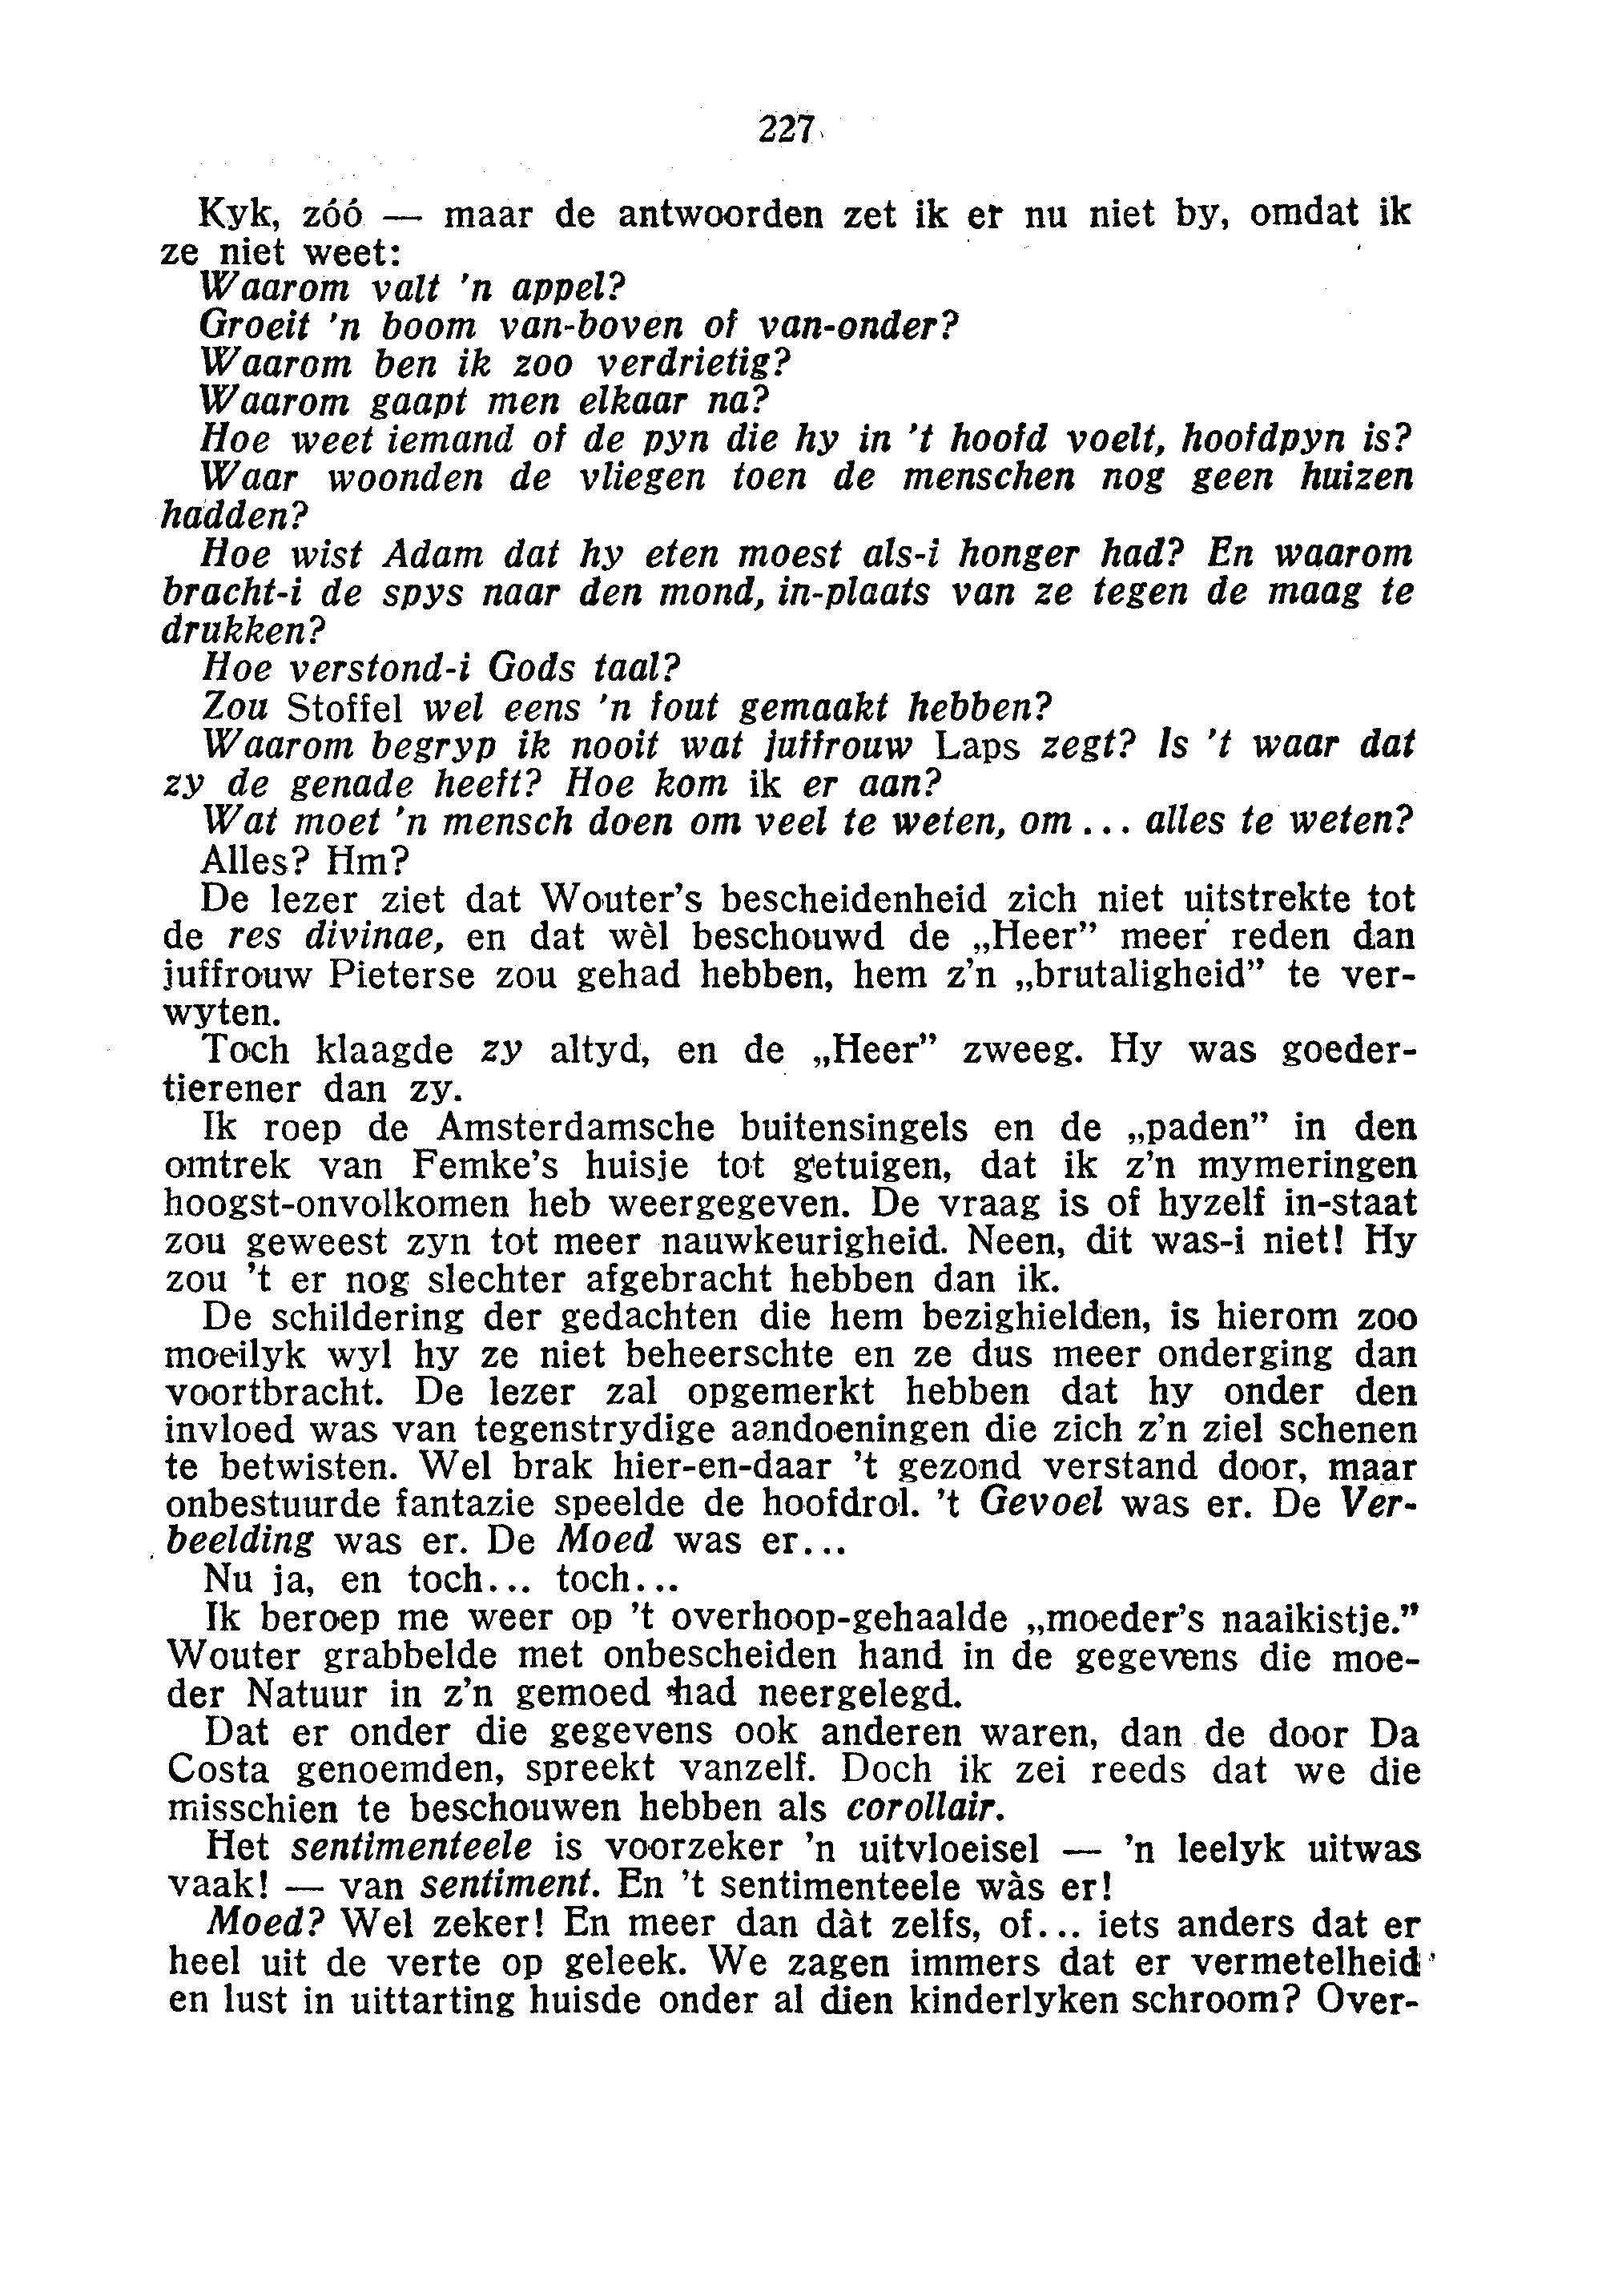 227
Kyk, zóó — maar de antwoorden zet ik er nu niet by, omdat ik
ze niet weet:
Waarom valt 'n appel?
Groeit 'n boom van-boven of van-onder?
Waarom ben ik zoo verdrietig?
Waarom gaapt men elkaar na?
Hoe weet iemand of de pyn die hy in 't hoofd voelt, hoofdpyn is?
Waar woonden de vliegen toen de menschen nog geen huizen
hadden?
Hoe wist Adam dat hy eten moest als-i honger had? En waarom
bracht-i de spys naar den mond, in-plaats van ze tegen de maag te
drukken?
Hoe verstond-i Gods taal?
Zou Stoffel wel eens 'n fout gemaakt hebben?
Waarom begryp ik nooit wat juffrouw Laps zegt? Is 't waar dat
zy de genade heeft? Hoe kom ik er aan?
Wat moet 'n mensch doen om veel te weten, om ... alles te weten?
Alles? Hm?
De lezer ziet dat Wouter's bescheidenheid zich niet uitstrekte tot
de res divinae, en dat wèl beschouwd de „Heer” meer reden dan
juffrouw Pieterse zou gehad hebben, hem z'n „brutaligheid” te ver-
wyten.
Toch klaagde zy altyd, en de „Heer” zweeg. Hy was goeder-
tierener dan zy.
Ik roep de Amsterdamsche buitensingels en de „paden” in den
omtrek van Femke's huisje tot getuigen, dat ik z'n mymeringen
hoogst-onvolkomen heb weergegeven. De vraag is of hyzelf in-staat
zou geweest zyn tot meer nauwkeurigheid. Neen, dit was-i niet! Hy
zou 't er nog slechter afgebracht hebben dan ik.
De schildering der gedachten die hem bezighielden, is hierom zoo
moeilyk wyl hy ze niet beheerschte en ze dus meer onderging dan
voortbracht. De lezer zal opgemerkt hebben dat hy onder den
invloed was van tegenstrydige aandoeningen die zich z'n ziel schenen
te betwisten. Wel brak hier-en-daar 't gezond verstand door, maar
onbestuurde fantazie speelde de hoofdrol. 't Gevoel was er. De Ver-
beelding was er. De Moed was er...
Nu ja, en toch... toch...
Ik beroep me weer op 't overhoop-gehaalde „moeder's naaikistje.”
Wouter grabbelde met onbescheiden hand in de gegevens die moe-
der Natuur in z'n gemoed had neergelegd.
Dat er onder die gegevens ook anderen waren, dan de door Da
Costa genoemden, spreekt vanzelf. Doch ik zei reeds dat we die
misschien te beschouwen hebben als corollair.
Het sentimenteele is voorzeker 'n uitvloeisel — 'n leelyk uitwas
vaak! — van sentiment. En 't sentimenteele wàs er!
Moed? Wel zeker! En meer dan dàt zelfs, of... iets anders dat er
heel uit de verte op geleek. We zagen immers dat er vermetelheid
en lust in uittarting huisde onder al dien kinderlyken schroom? Over-